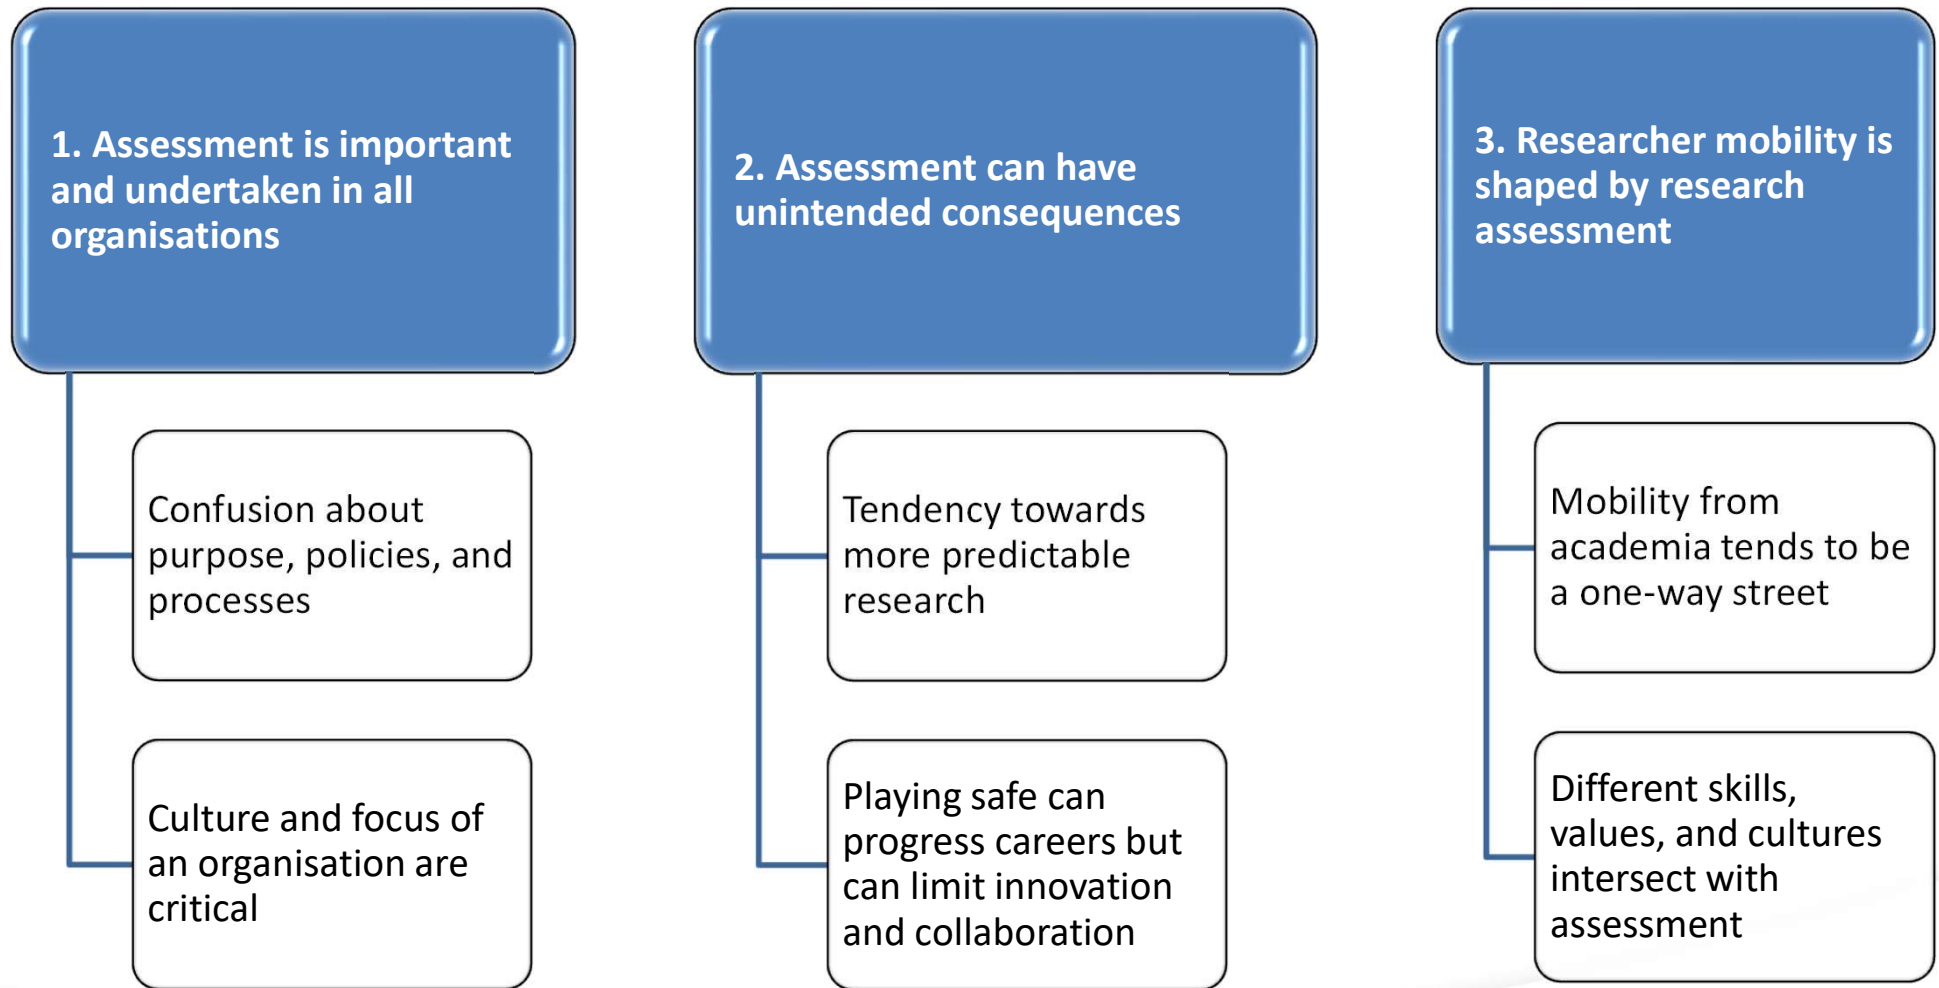 1. Assessment is important
and undertaken in all
organisations
Confusion about
purpose, policies, and
processes
Culture and focus of
an organisation are
critical
2. Assessment can have
unintended consequences
Tendency towards
more predictable
research
Playing safe can
progress careers but
can limit innovation
and collaboration
3. Researcher mobility is
shaped by research
assessment
Mobility from
academia tends to be
a one-way street
Different skills,
values, and cultures
intersect with
assessment